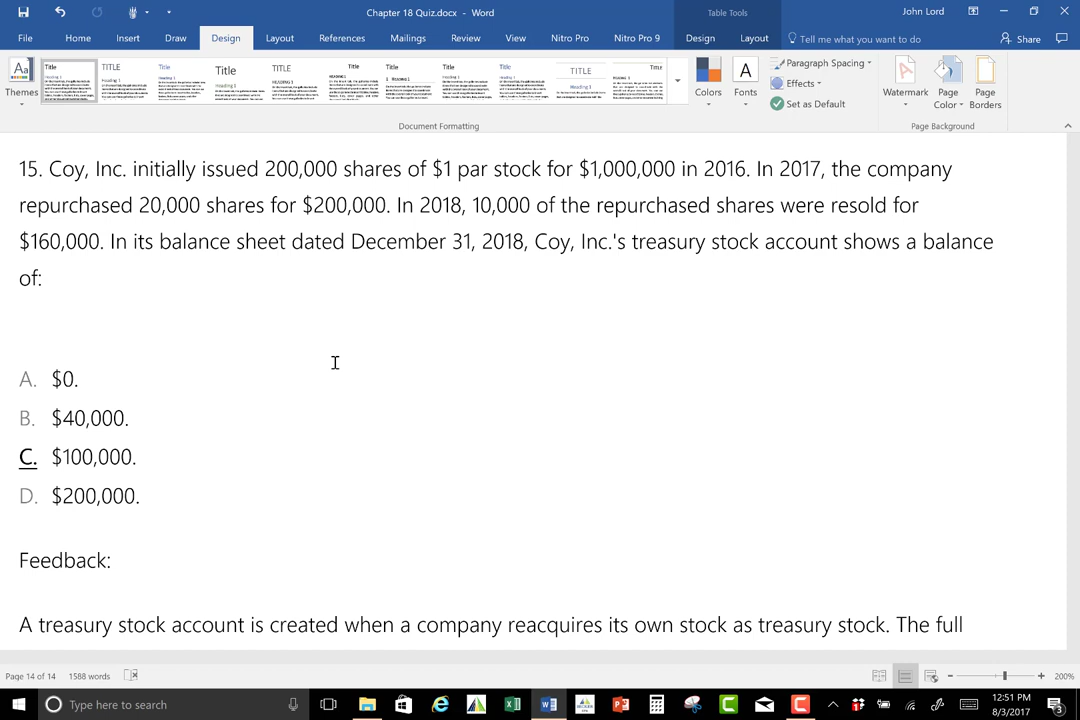 Chapter 18 Quiz.docx - Word
Table Tools
John Lord
File Home Insert Draw Design Layout References Mailings Review View Nitro Pro Nitro Pro 9 Design Layout Tell me what you want to do Share
Themes
Colors
Fonts
Paragraph Spacing
Effects
Set as Default
Watermark
Page Color
Page Borders
Document Formatting
Page Background
15. Coy, Inc. initially issued 200,000 shares of $1 par stock for $1,000,000 in 2016. In 2017, the company
repurchased 20,000 shares for $200,000. In 2018, 10,000 of the repurchased shares were resold for
$160,000. In its balance sheet dated December 31, 2018, Coy, Inc.'s treasury stock account shows a balance
of:
A. $0.
B. $40,000.
C. $100,000.
D. $200,000.
Feedback:
A treasury stock account is created when a company reacquires its own stock as treasury stock. The full
Page 14 of 14 1588 words
200%
Type here to search
12:51 PM
8/3/2017